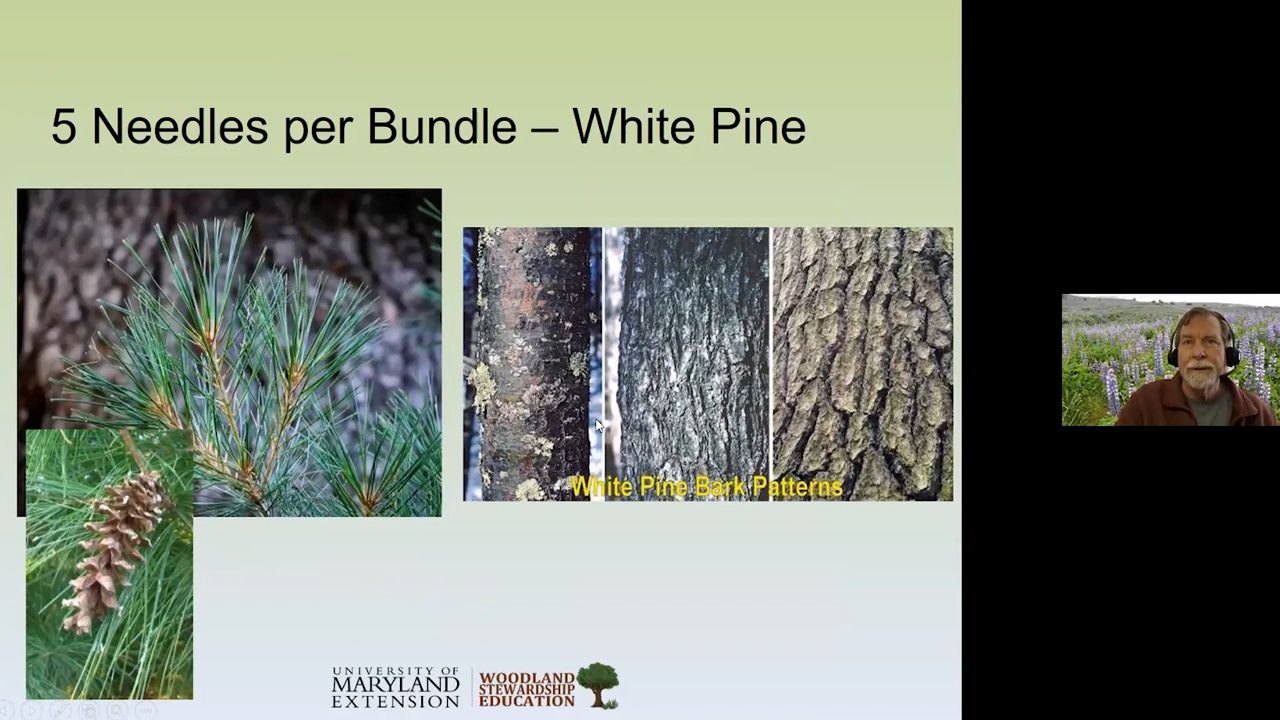 5 Needles per Bundle – White Pine
White Pine Bark Patterns
UNIVERSITY OF
MARYLAND
EXTENSION
WOODLAND
STEWARDSHIP
EDUCATION